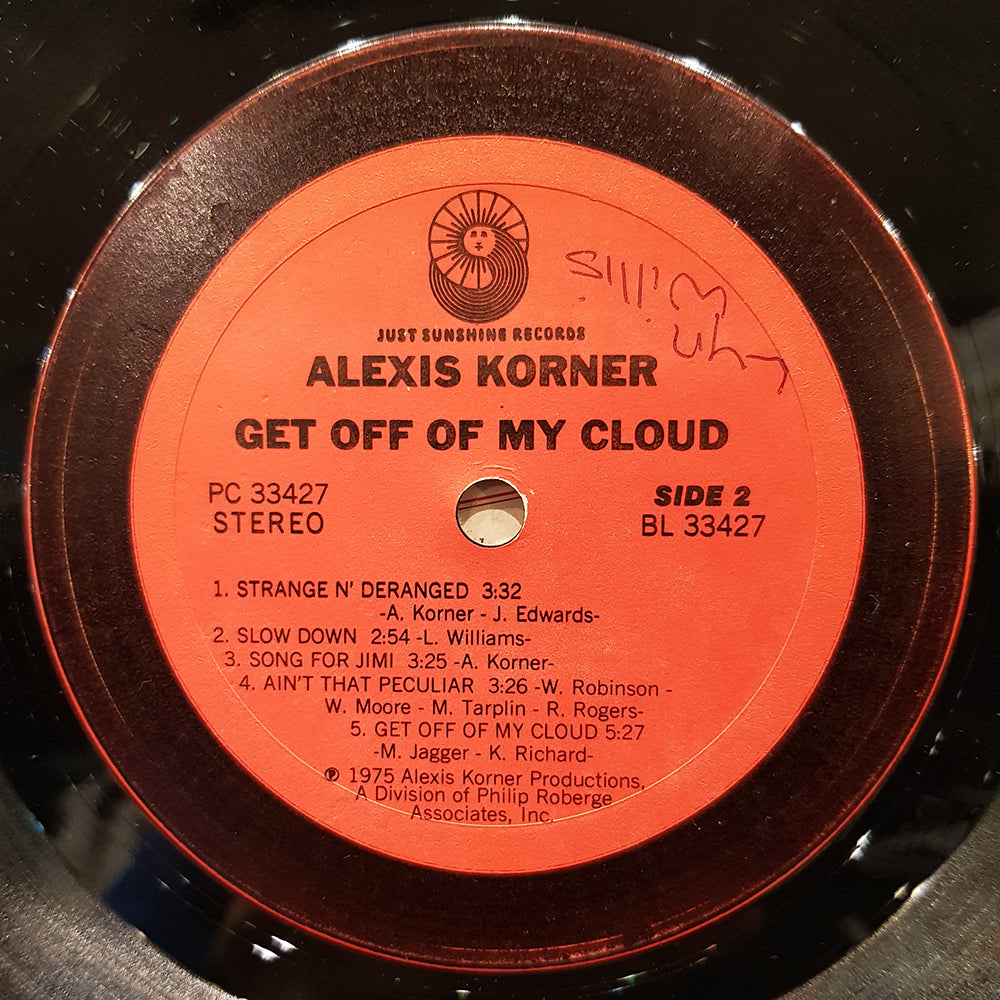 JUST SUNSHINE RECORDS
ALEXIS KORNER
GET OFF OF MY CLOUD
PC 33427
STEREO
SIDE 2
BL 33427
1. STRANGE N' DERANGED 3:32
-A. Korner - J. Edwards-
2. SLOW DOWN 2:54 -L. Williams-
3. SONG FOR JIMI 3:25 -A. Korner-
4. AIN'T THAT PECULIAR 3:26 -W. Robinson -
W. Moore - M. Tarplin - R. Rogers-
5. GET OFF OF MY CLOUD 5:27
-M. Jagger - K. Richard-
℗ 1975 Alexis Korner Productions,
A Division of Philip Roberge
Associates, Inc.